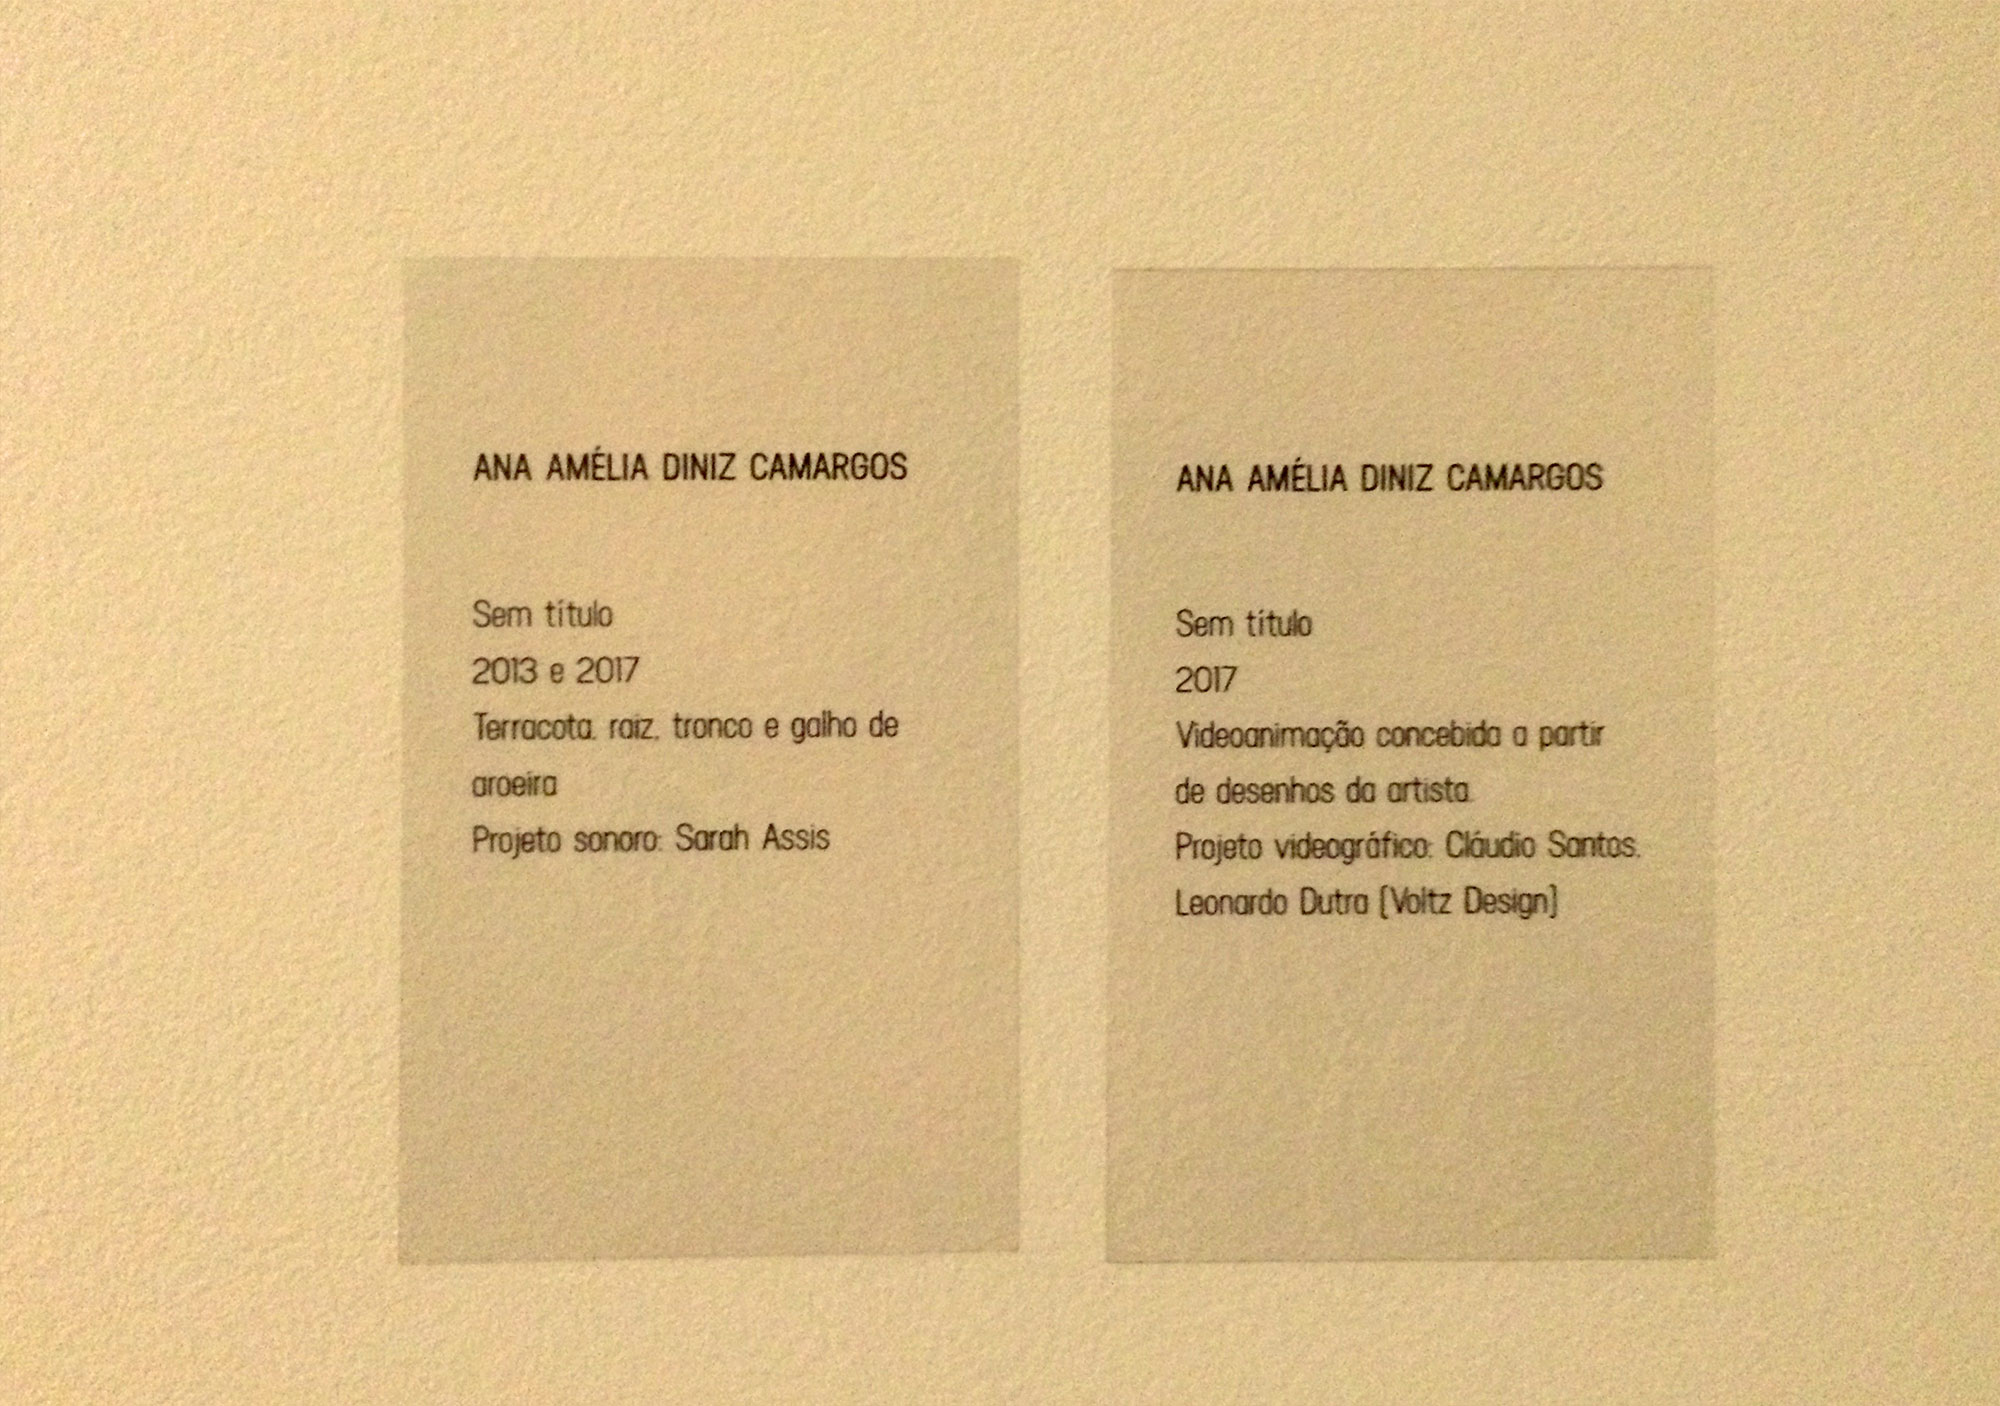 ANA AMÉLIA DINIZ CAMARGOS
Sem título
2013 e 2017
Terracota, raiz, tronco e galho de
aroeira
Projeto sonoro: Sarah Assis
ANA AMÉLIA DINIZ CAMARGOS
Sem título
2017
Videoanimação concebida a partir
de desenhos da artista.
Projeto videográfico: Cláudio Santos,
Leonardo Dutra (Voltz Design)